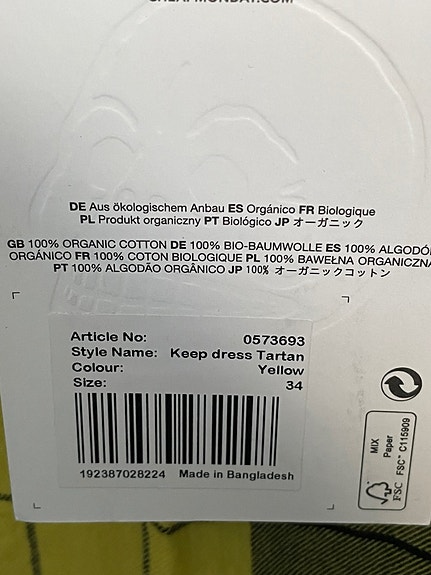 CHEAPMONDAY.COM
DE Aus ökologischem Anbau ES Orgánico FR Biologique
PL Produkt organiczny PT Biológico JP オーガニック
GB 100% ORGANIC COTTON DE 100% BIO-BAUMWOLLE ES 100% ALGODÓ
ORGÁNICO FR 100% COTON BIOLOGIQUE PL 100% BAWEŁNA ORGANICZNA
PT 100% ALGODÃO ORGÂNICO JP 100% オーガニックコットン
Article No: 0573693
Style Name: Keep dress Tartan
Colour: Yellow
Size: 34
192387028224 Made in Bangladesh
MIX
Paper
FSC™ C115909
FSC